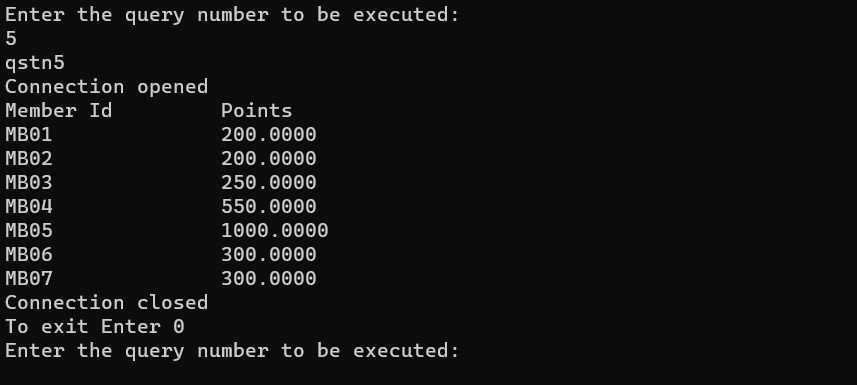 Enter the query number to be executed:
5
qstn5
Connection opened
Member Id         Points
MB01              200.0000
MB02              200.0000
MB03              250.0000
MB04              550.0000
MB05              1000.0000
MB06              300.0000
MB07              300.0000
Connection closed
To exit Enter 0
Enter the query number to be executed: